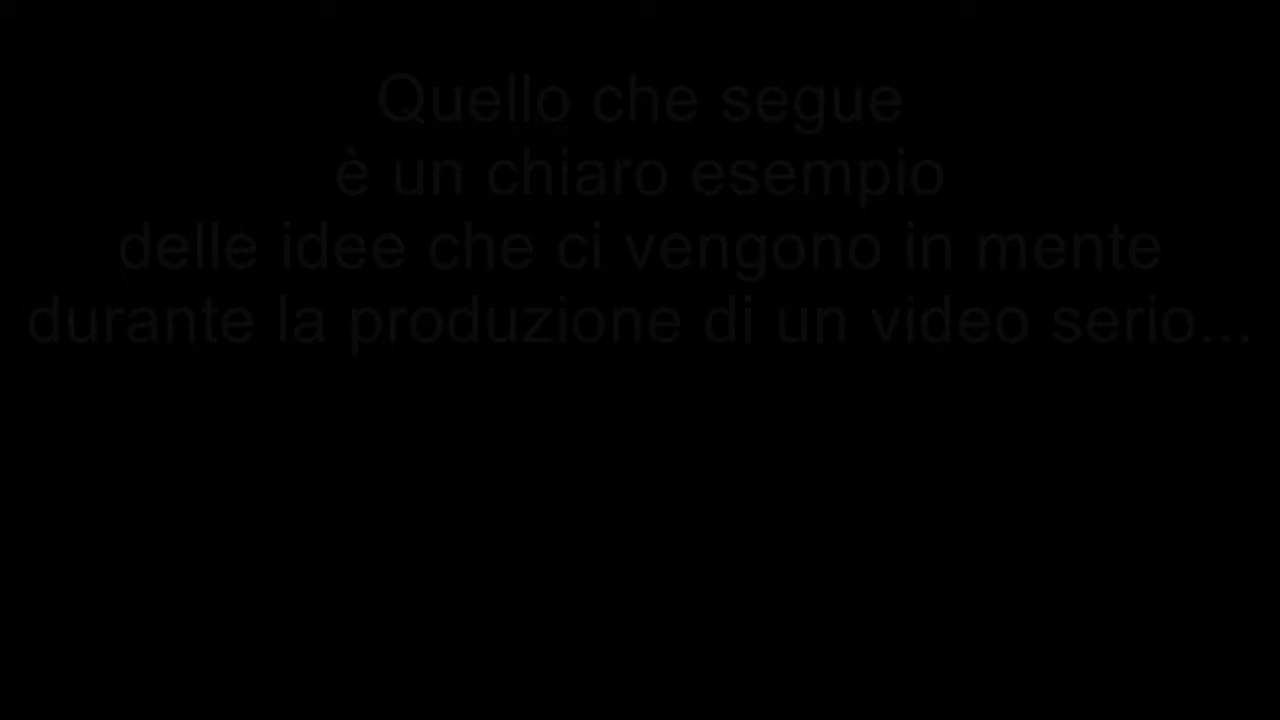 Quello che segue
è un chiaro esempio
delle idee che ci vengono in mente
durante la produzione di un video serio...